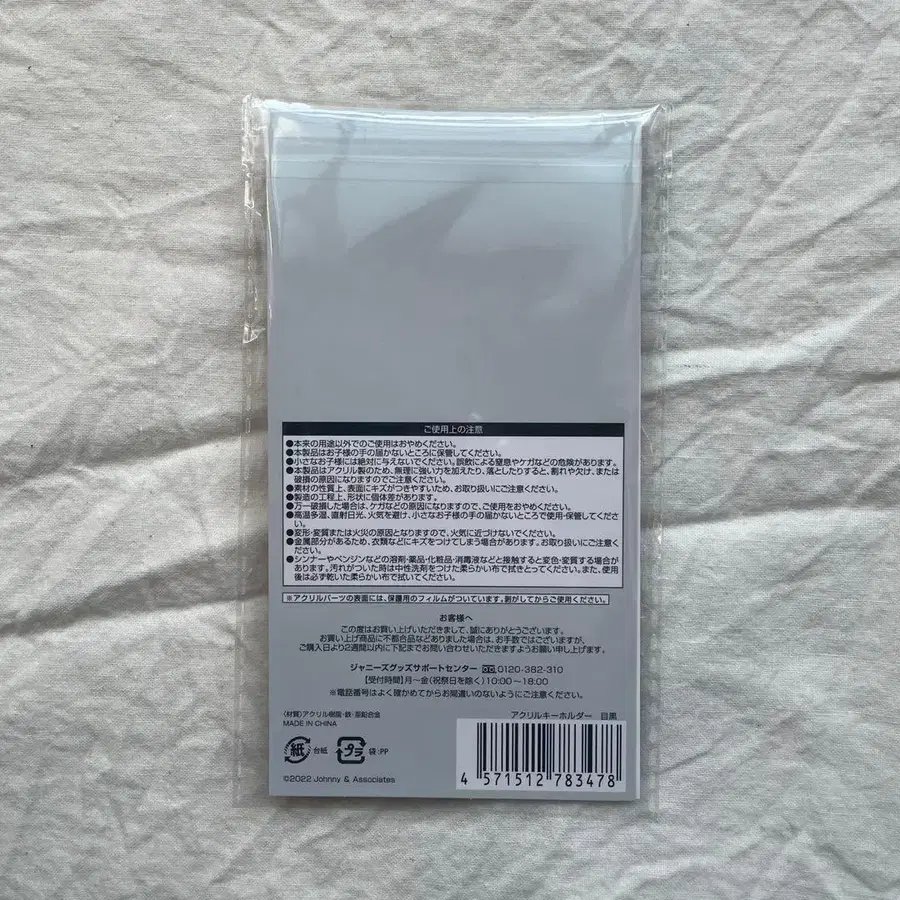 ご使用上の注意
●本来の用途以外でのご使用はおやめください。
●本製品はお子様の手の届かないところに保管してください。
●小さなお子様には絶対に与えないでください。誤飲による窒息やケガなどの危険があります。
●本製品はアクリル製のため、無理に強い力を加えたり、落としたりすると、割れや欠け、または
破損の原因になりますのでご注意ください。
●素材の性質上、表面にキズがつきやすいため、お取り扱いにご注意ください。
●製造の工程上、形状に個体差があります。
●万一破損した場合は、ケガなどの原因になりますので、ご使用をおやめください。
●高温多湿、直射日光、火気を避け、小さなお子様の手の届かないところで使用・保管してくださ
い。
●変形・変質または火災の原因となりますので、火気に近づけないでください。
●金属部分があるため、衣類などにキズをつけてしまう場合があります。お取り扱いにご注意くだ
さい。
●シンナーやベンジンなどの溶剤・薬品・化粧品・消毒液などと接触すると変色・変質する場合が
あります。汚れがついた時は中性洗剤をつけた柔らかい布で拭きとってください。また、使用
後は必ず乾いた柔らかい布で拭いてください。
※アクリルパーツの表面には、保護用のフィルムがついています。剥がしてからご使用ください。
お客様へ
この度はお買い上げいただきまして、誠にありがとうございます。
お買い上げ商品に不都合品などありました場合は、お手数ではございますが、
ご購入日より2週間以内に下記までお問い合わせいただきますようお願い申し上げます。
ジャニーズグッズサポートセンター 0120-382-310
【受付時間】月～金(祝祭日を除く)10:00～18:00
※電話番号はよく確かめてからお間違いのないようにご注意ください。
〈材質〉アクリル樹脂・鉄・亜鉛合金
MADE IN CHINA
アクリルキーホルダー 目黒
紙 台紙 プラ 袋:PP
4 571512 783478
©2022 Johnny & Associates